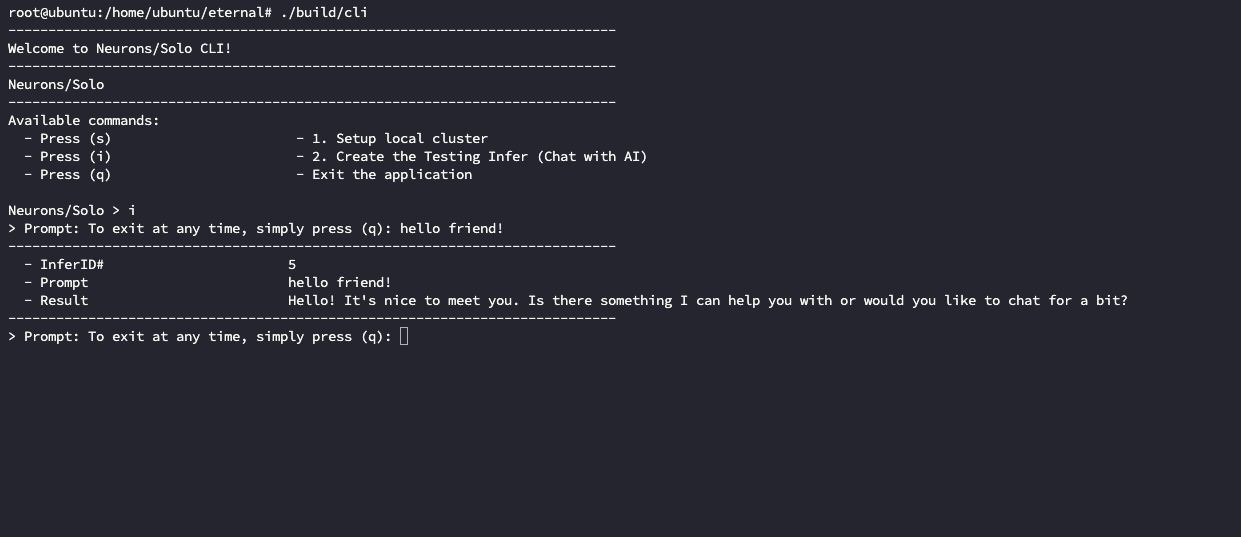 root@ubuntu:/home/ubuntu/eternal# ./build/cli
----------------------------------------------------------------------------
Welcome to Neurons/Solo CLI!
----------------------------------------------------------------------------
Neurons/Solo
----------------------------------------------------------------------------
Available commands:
  - Press (s)                       - 1. Setup local cluster
  - Press (i)                       - 2. Create the Testing Infer (Chat with AI)
  - Press (q)                       - Exit the application
Neurons/Solo > i
> Prompt: To exit at any time, simply press (q): hello friend!
----------------------------------------------------------------------------
  - InferID#                       5
  - Prompt                         hello friend!
  - Result                         Hello! It's nice to meet you. Is there something I can help you with or would you like to chat for a bit?
----------------------------------------------------------------------------
> Prompt: To exit at any time, simply press (q):